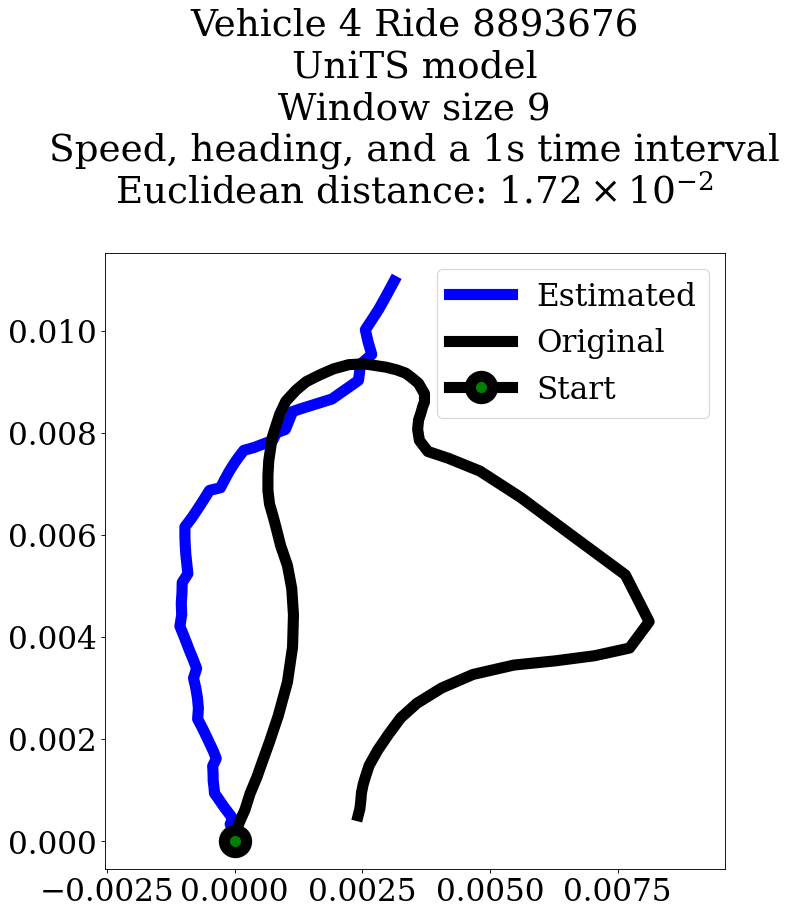 Vehicle 4 Ride 8893676
UniTS model
Window size 9
Speed, heading, and a 1s time interval
Euclidean distance: 1.72 × 10⁻²
Estimated
Original
Start
0.010
0.008
0.006
0.004
0.002
0.000
−0.0025 0.0000 0.0025 0.0050 0.0075